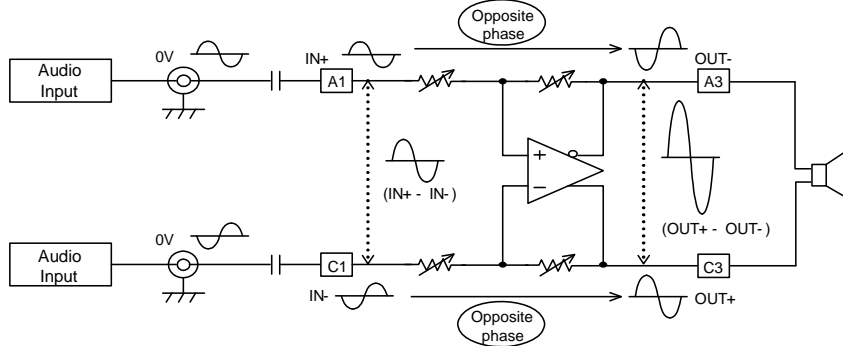 Opposite
phase
0V
IN+
OUT-
Audio
Input
A1
A3
+
−
(IN+ - IN-)
(OUT+ - OUT-)
0V
Audio
Input
C1
C3
IN-
OUT+
Opposite
phase